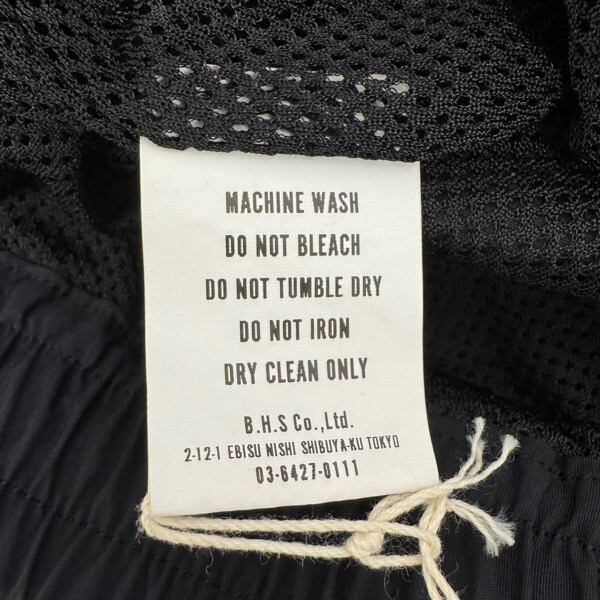 MACHINE WASH
DO NOT BLEACH
DO NOT TUMBLE DRY
DO NOT IRON
DRY CLEAN ONLY
B.H.S Co.,Ltd.
2-12-1 EBISU NISHI SHIBUYA-KU TOKYO
03-6427-0111